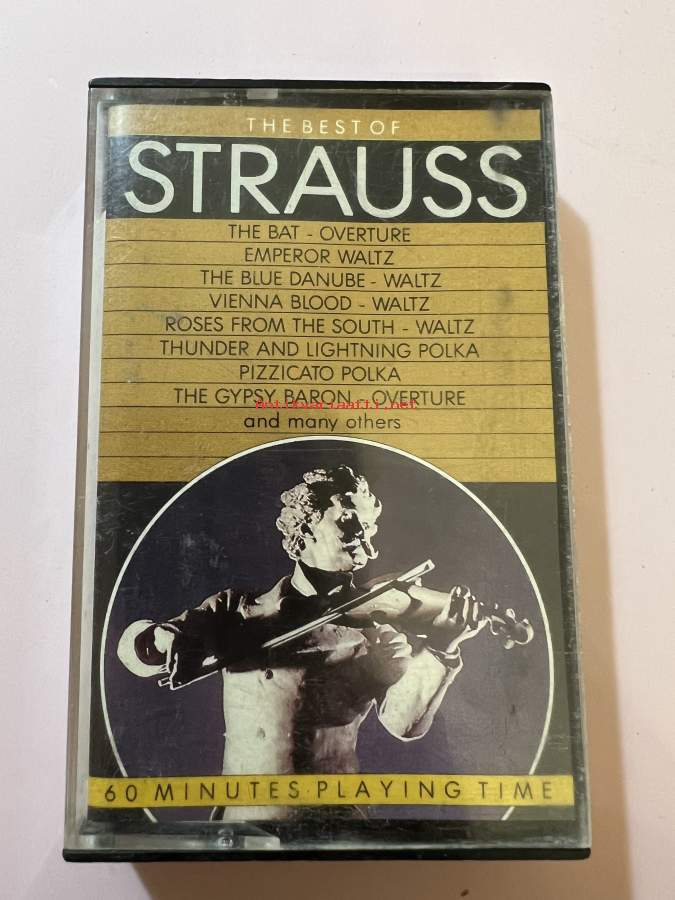 THE BEST OF
STRAUSS
THE BAT - OVERTURE
EMPEROR WALTZ
THE BLUE DANUBE - WALTZ
VIENNA BLOOD - WALTZ
ROSES FROM THE SOUTH - WALTZ
THUNDER AND LIGHTNING POLKA
PIZZICATO POLKA
THE GYPSY BARON - OVERTURE
Antikvariaatti.net
and many others
60 MINUTES·PLAYING TIME